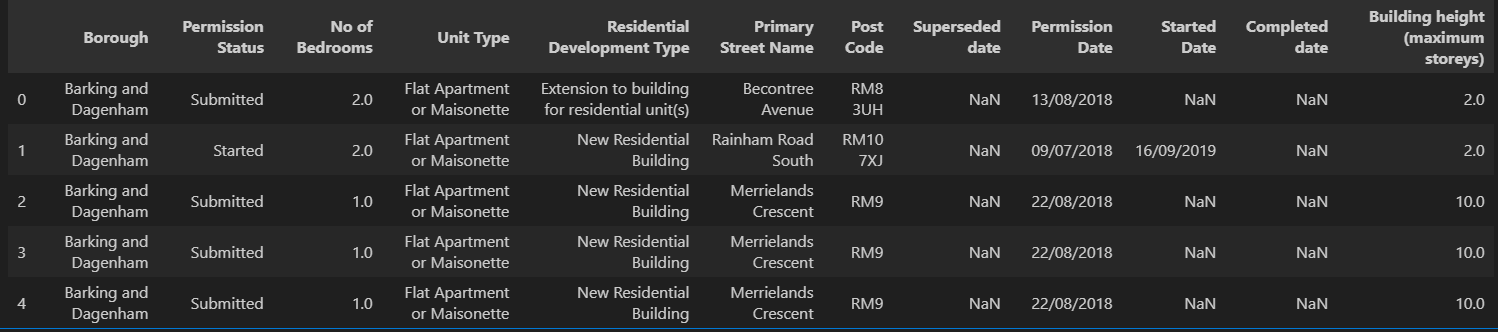 Borough Permission Status No of Bedrooms Unit Type Residential Development Type Primary Street Name Post Code Superseded date Permission Date Started Date Completed date Building height (maximum storeys)
0 Barking and Dagenham Submitted 2.0 Flat Apartment or Maisonette Extension to building for residential unit(s) Becontree Avenue RM8 3UH NaN 13/08/2018 NaN NaN 2.0
1 Barking and Dagenham Started 2.0 Flat Apartment or Maisonette New Residential Building Rainham Road South RM10 7XJ NaN 09/07/2018 16/09/2019 NaN 2.0
2 Barking and Dagenham Submitted 1.0 Flat Apartment or Maisonette New Residential Building Merrielands Crescent RM9 NaN 22/08/2018 NaN NaN 10.0
3 Barking and Dagenham Submitted 1.0 Flat Apartment or Maisonette New Residential Building Merrielands Crescent RM9 NaN 22/08/2018 NaN NaN 10.0
4 Barking and Dagenham Submitted 1.0 Flat Apartment or Maisonette New Residential Building Merrielands Crescent RM9 NaN 22/08/2018 NaN NaN 10.0